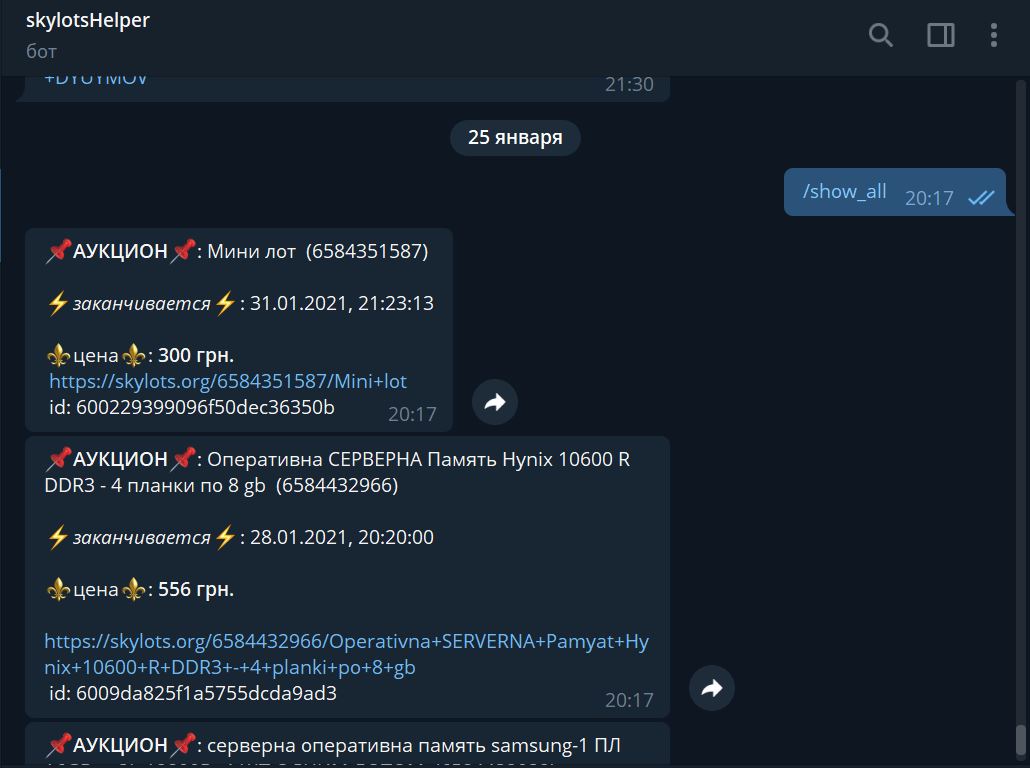 skylotsHelper
бот
+DYUYMOV
21:30
25 января
/show_all 20:17
АУКЦИОН: Мини лот (6584351587)
заканчивается: 31.01.2021, 21:23:13
цена: 300 грн.
https://skylots.org/6584351587/Mini+lot
id: 600229399096f50dec36350b
20:17
АУКЦИОН: Оперативна СЕРВЕРНА Память Hynix 10600 R
DDR3 - 4 планки по 8 gb (6584432966)
заканчивается: 28.01.2021, 20:20:00
цена: 556 грн.
https://skylots.org/6584432966/Operativna+SERVERNA+Pamyat+Hy
nix+10600+R+DDR3+-+4+planki+po+8+gb
id: 6009da825f1a5755dcda9ad3
20:17
АУКЦИОН: серверна оперативна память samsung-1 ПЛ